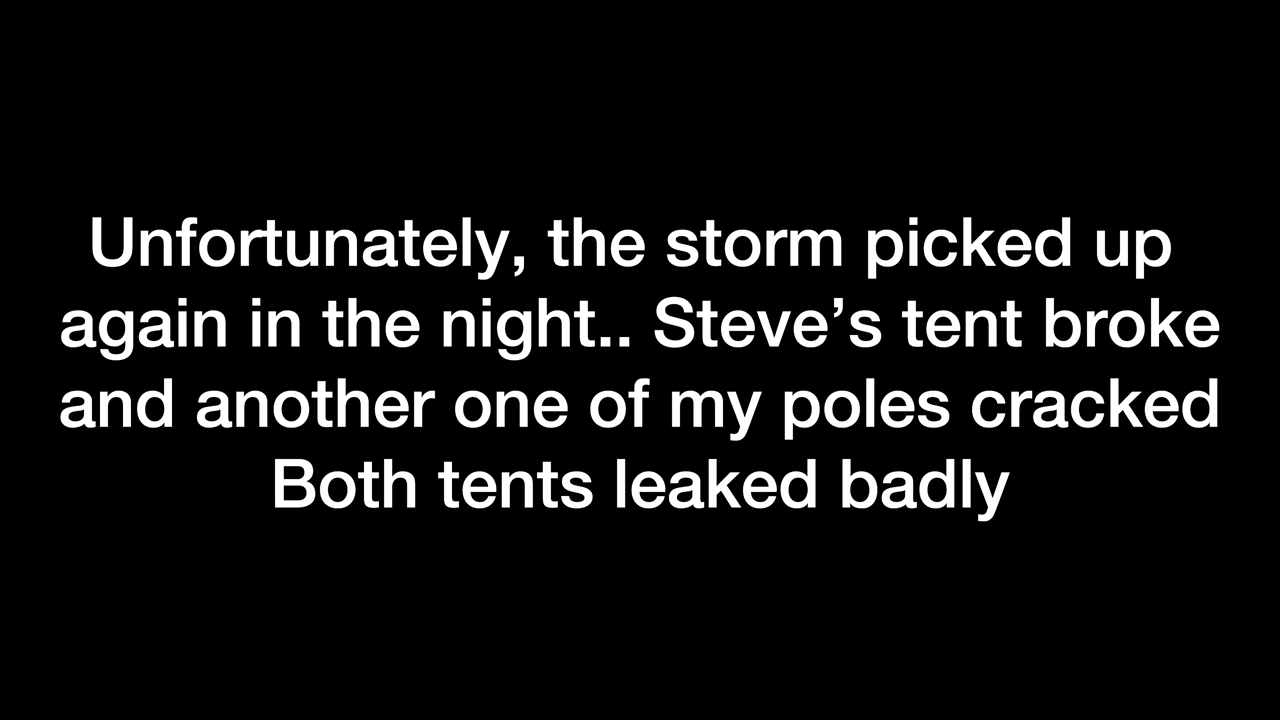 Unfortunately, the storm picked up
again in the night.. Steve’s tent broke
and another one of my poles cracked
Both tents leaked badly